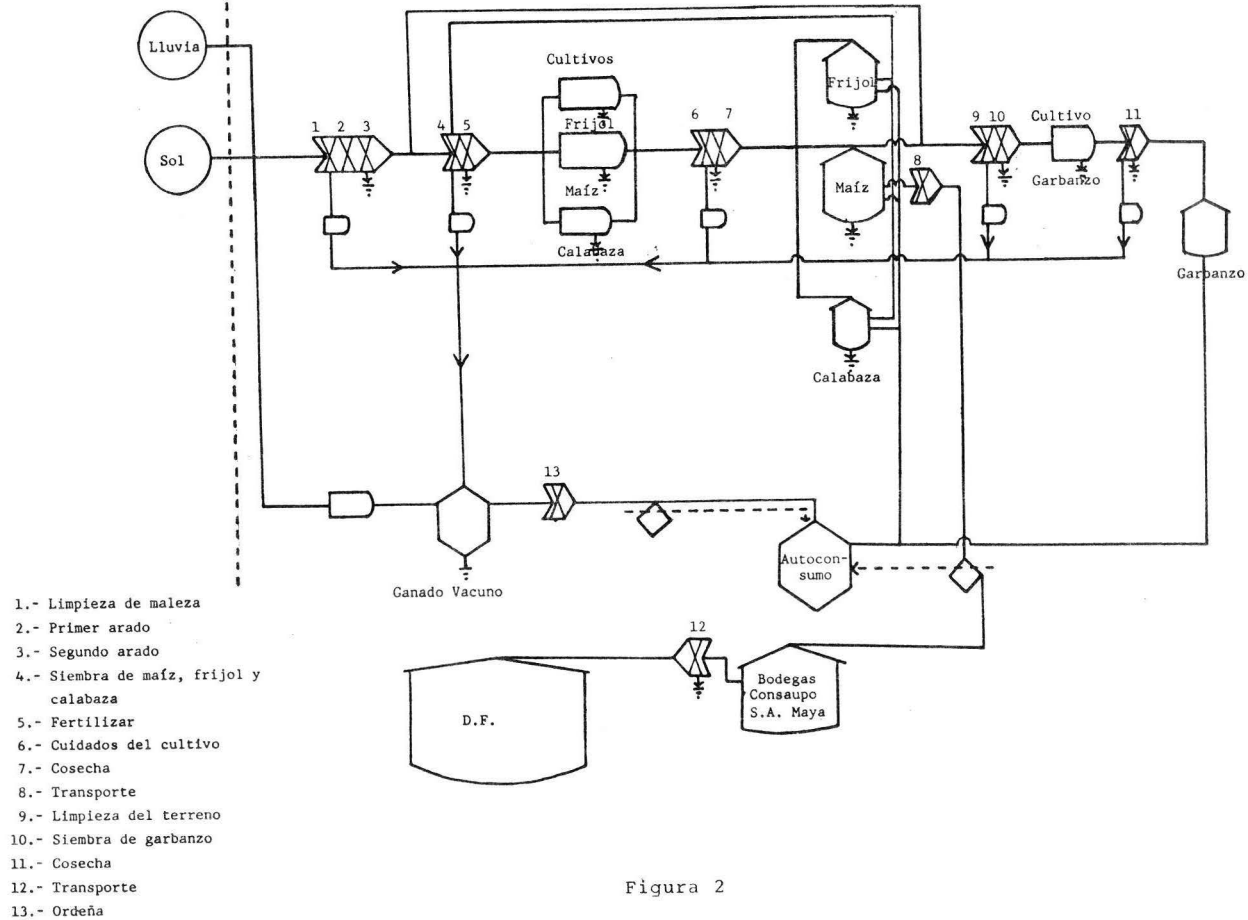 Lluvia
Sol
1 2 3
4 5
Cultivos
Frijol
Maíz
Calabaza
6 7
Frijol
Maíz
8
Calabaza
9 10
Cultivo
Garbanzo
11
Garbanzo
13
Ganado Vacuno
Autocon-
sumo
12
D.F.
Bodegas
Consaupo
S.A. Maya
1.- Limpieza de maleza
2.- Primer arado
3.- Segundo arado
4.- Siembra de maíz, frijol y
calabaza
5.- Fertilizar
6.- Cuidados del cultivo
7.- Cosecha
8.- Transporte
9.- Limpieza del terreno
10.- Siembra de garbanzo
11.- Cosecha
12.- Transporte
13.- Ordeña
Figura 2